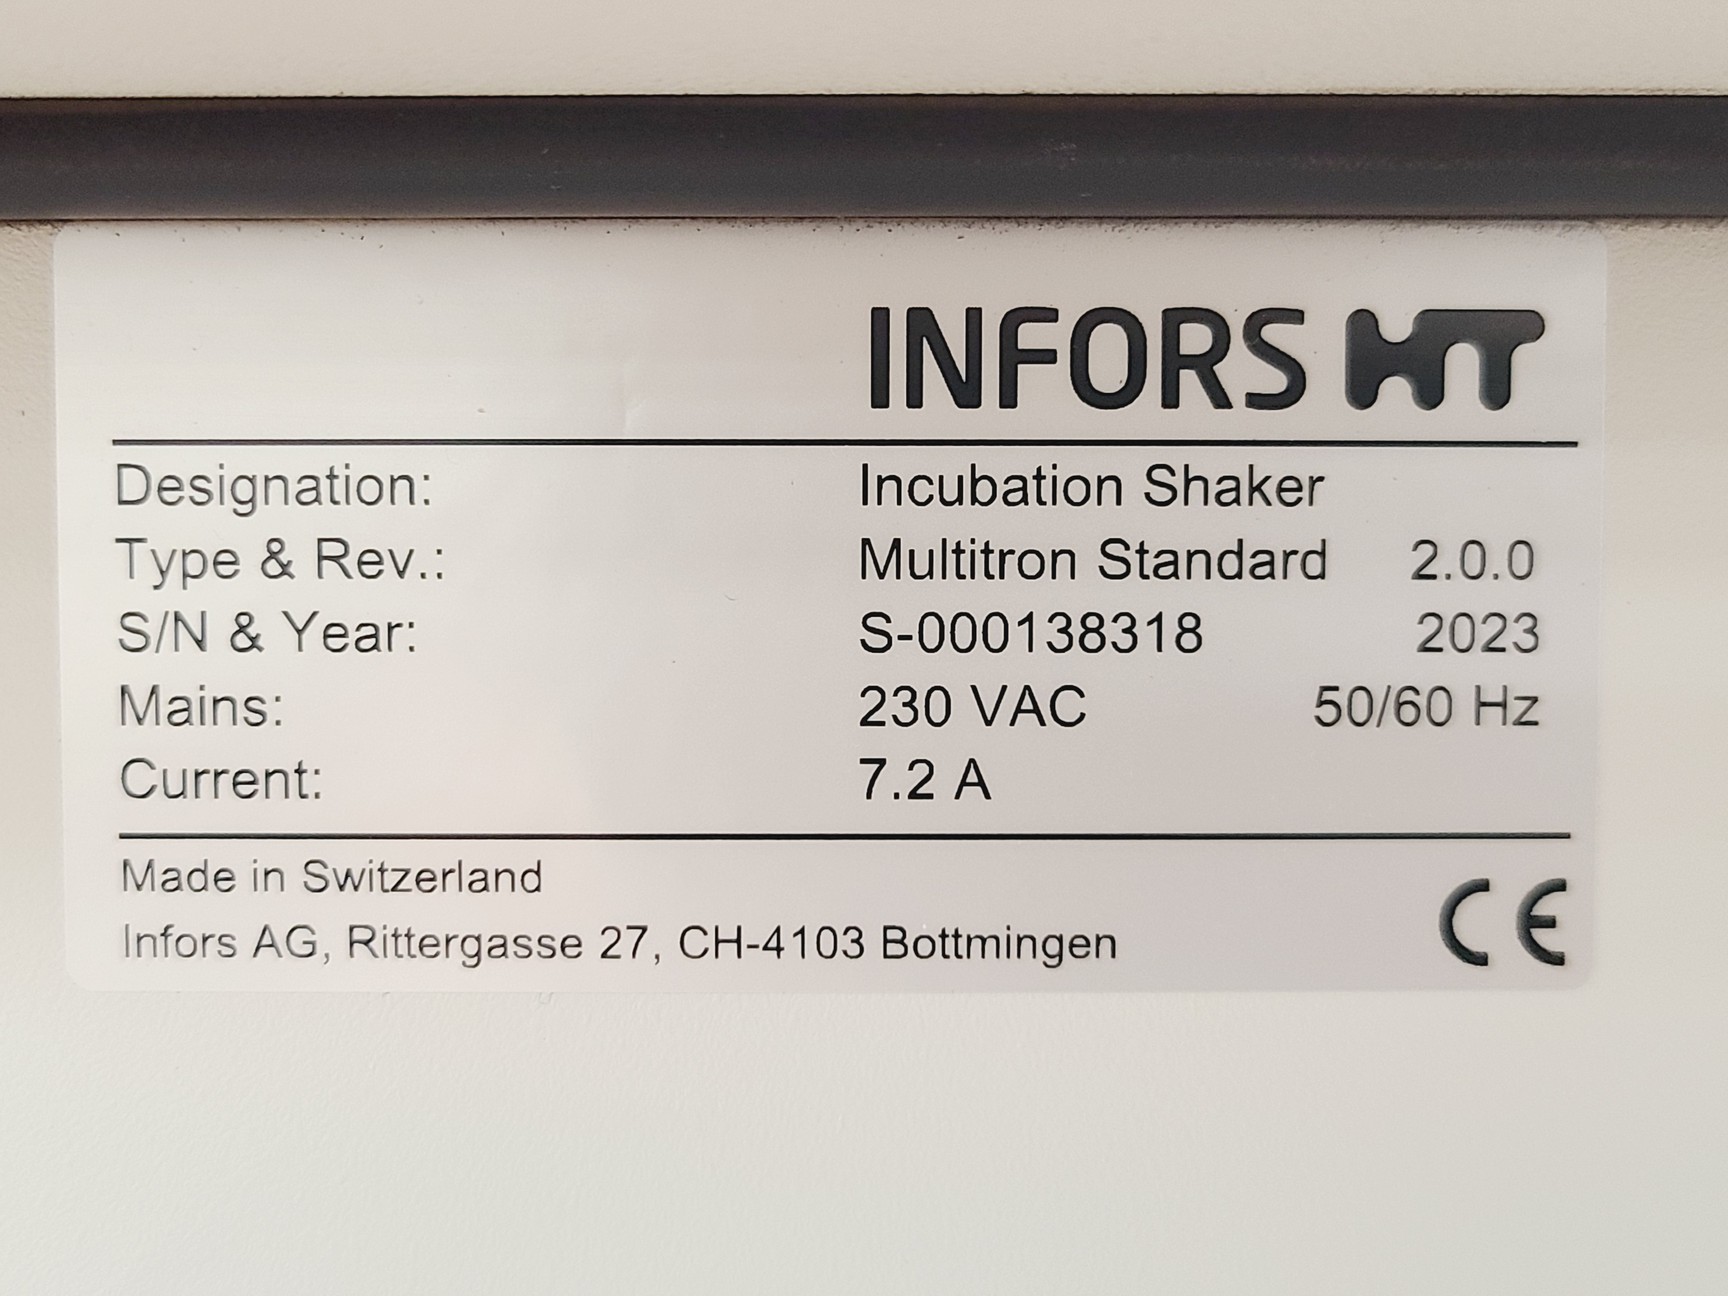 INFORS HT
Designation: Incubation Shaker
Type & Rev.: Multitron Standard 2.0.0
S/N & Year: S-000138318 2023
Mains: 230 VAC 50/60 Hz
Current: 7.2 A
Made in Switzerland
Infors AG, Rittergasse 27, CH-4103 Bottmingen
CE